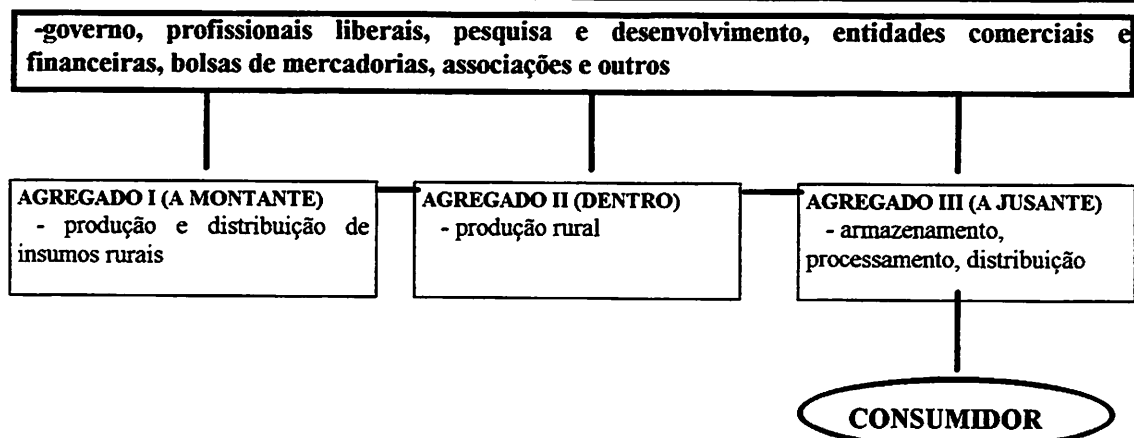 -governo, profissionais liberais, pesquisa e desenvolvimento, entidades comerciais e
financeiras, bolsas de mercadorias, associações e outros
AGREGADO I (A MONTANTE)
- produção e distribuição de
insumos rurais
AGREGADO II (DENTRO)
- produção rural
AGREGADO III (A JUSANTE)
- armazenamento,
processamento, distribuição
CONSUMIDOR